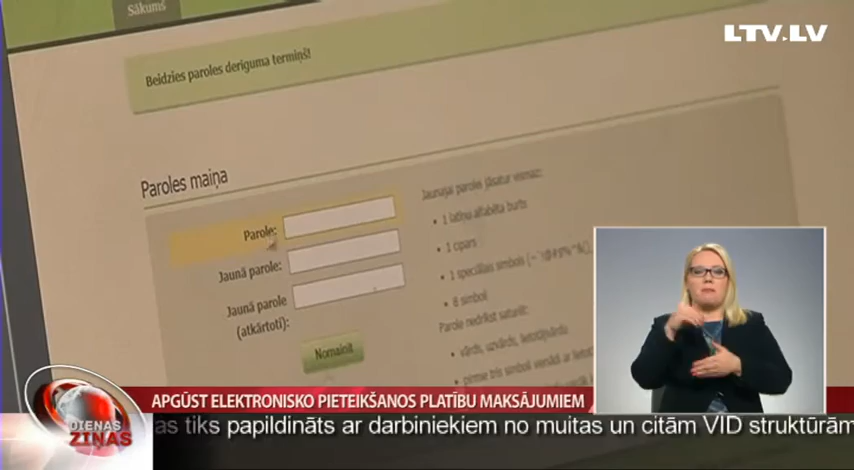 Sākums
LTV.LV
Beidzies paroles derīguma termiņš!
Paroles maiņa
Parole:
Jaunā parole:
Jaunā parole
(atkārtoti):
Nomainīt
Jaunajai parolei jāsatur vismaz:
• 1 latīņu alfabēta burts
• 1 cipars
• 1 speciālais simbols
• 8 simboli
Parole nedrīkst saturēt:
• vārds, uzvārds, lietotājvārdu
APGŪST ELEKTRONISKO PIETEIKŠANOS PLATĪBU MAKSĀJUMIEM
DIENAS
ZIŅAS
as tiks papildināts ar darbiniekiem no muitas un citām VID struktūrām